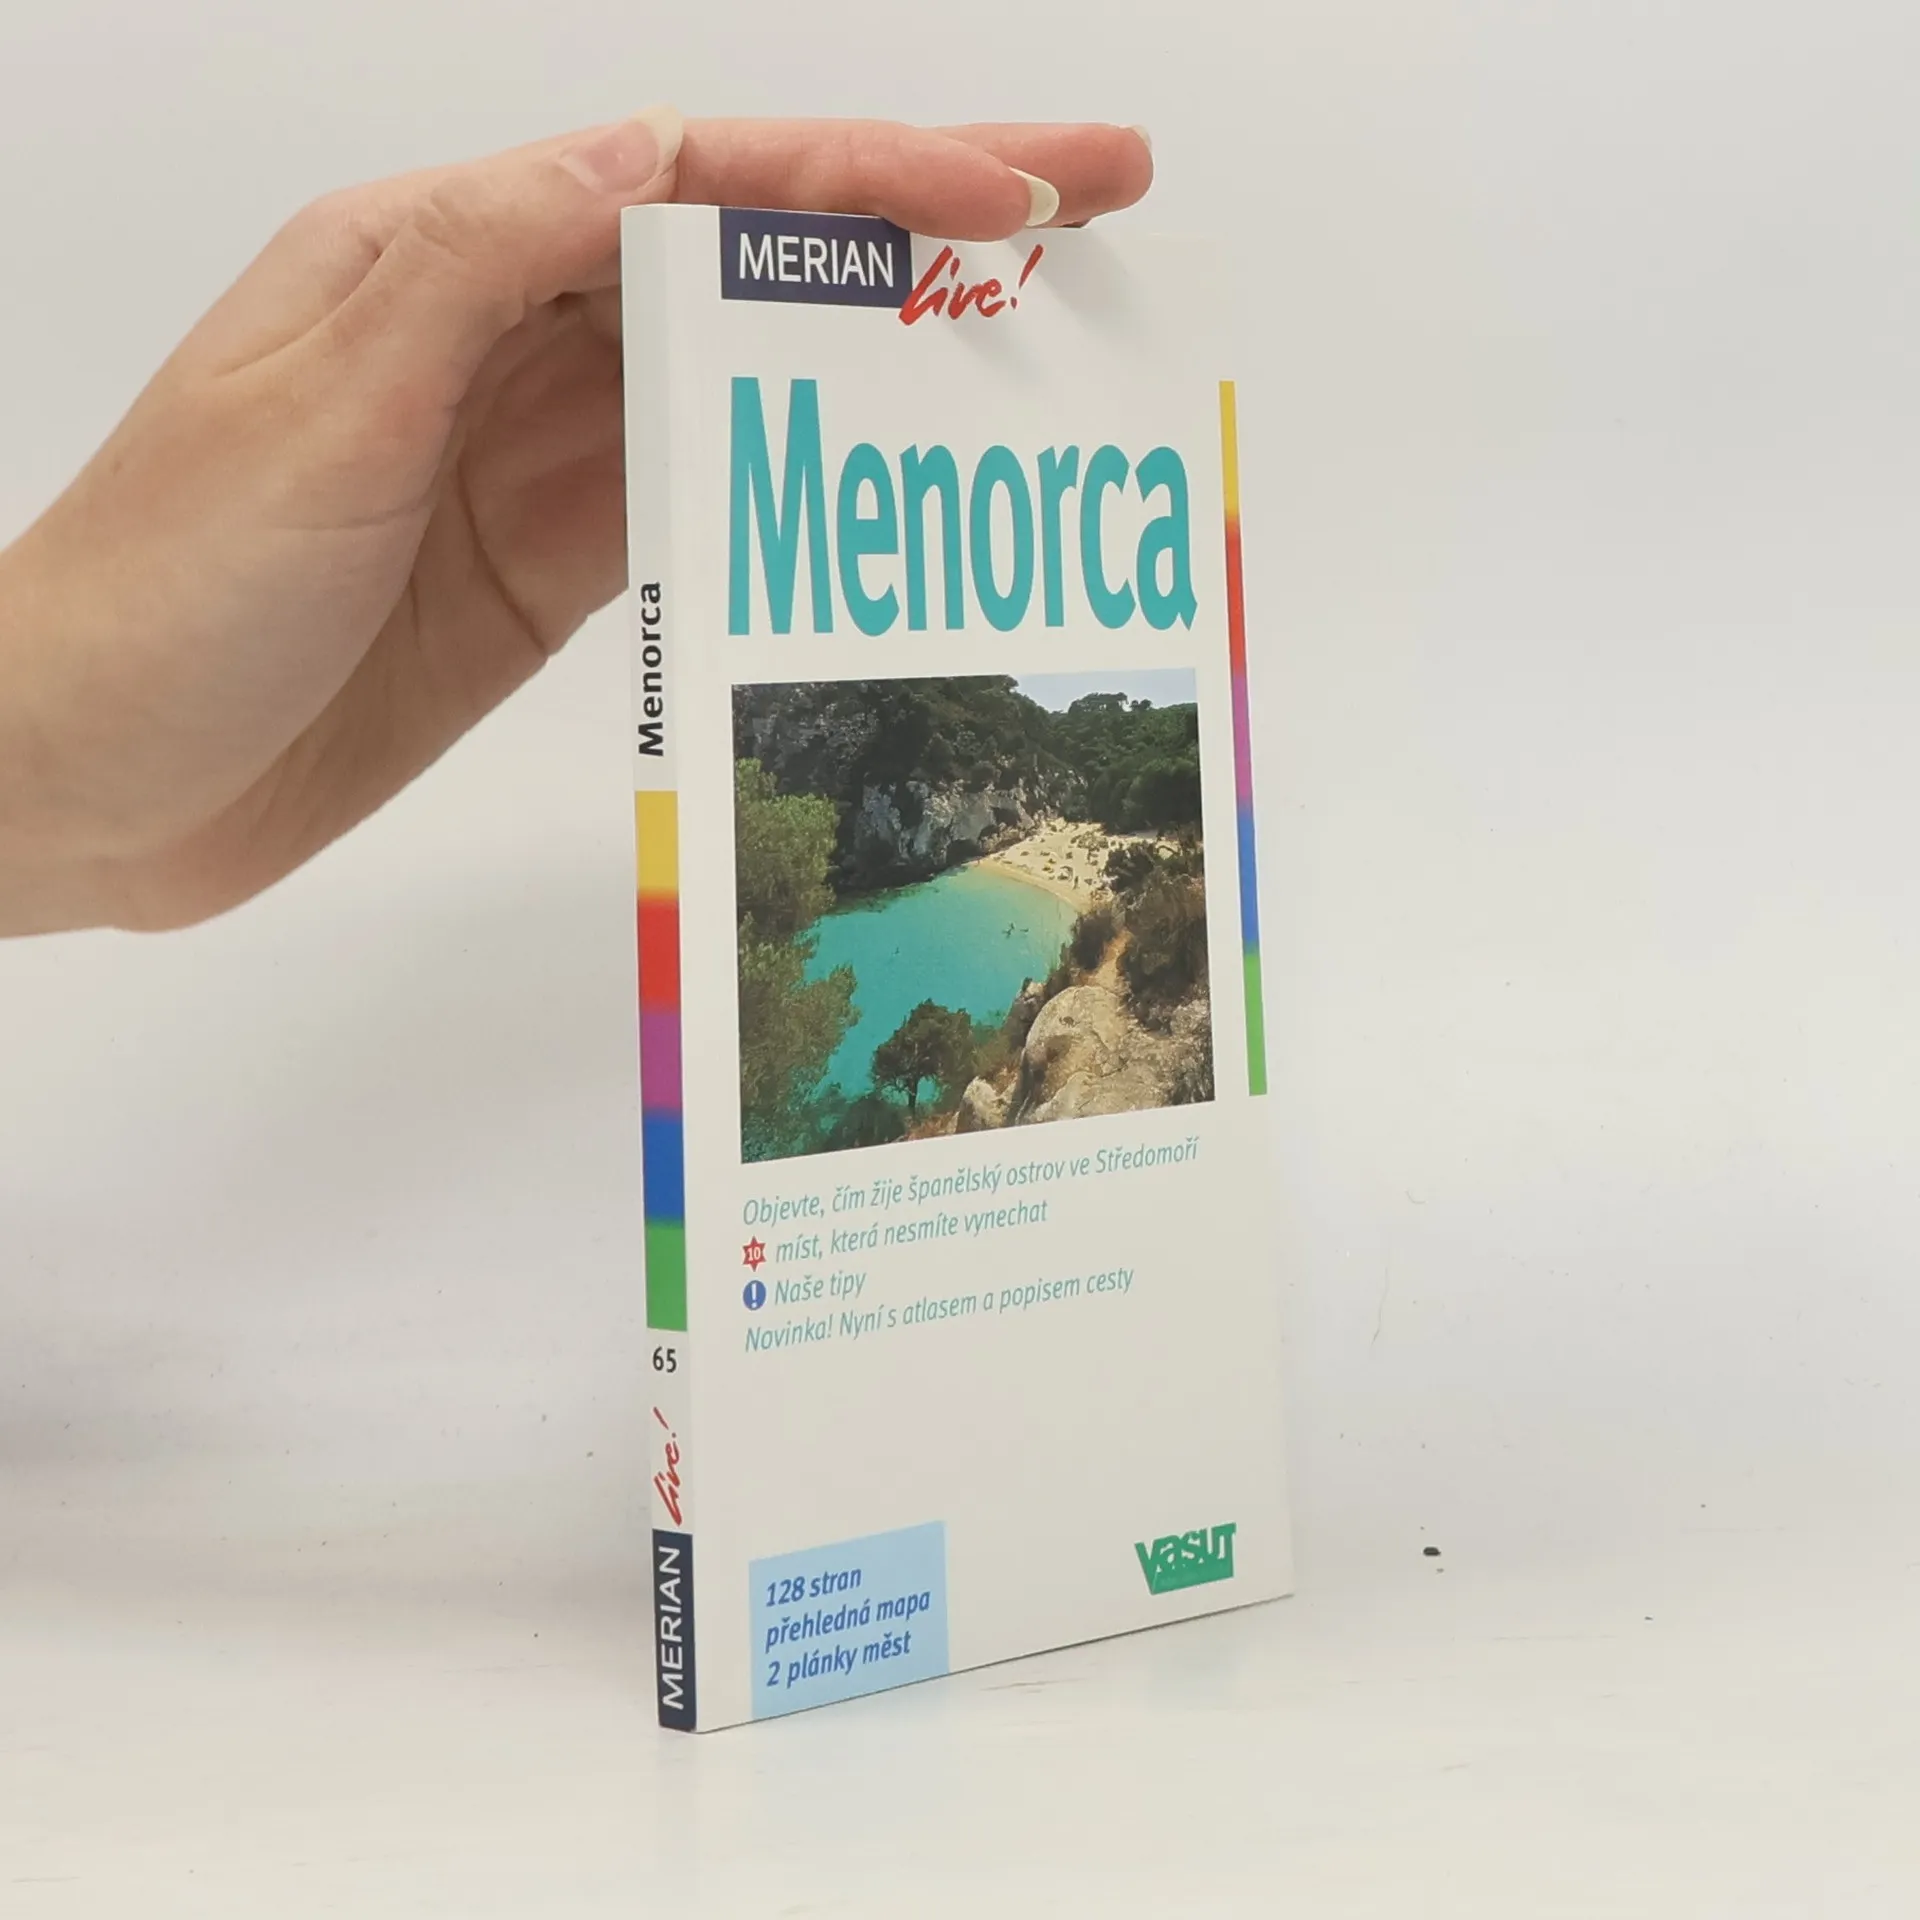 MERIAN
live!
Menorca
Objevte, čím žije španělský ostrov ve Středomoří
10 míst, která nesmíte vynechat
! Naše tipy
Novinka! Nyní s atlasem a popisem cesty
128 stran
přehledná mapa
2 plánky měst
VAŠUT
Menorca
65
live!
MERIAN